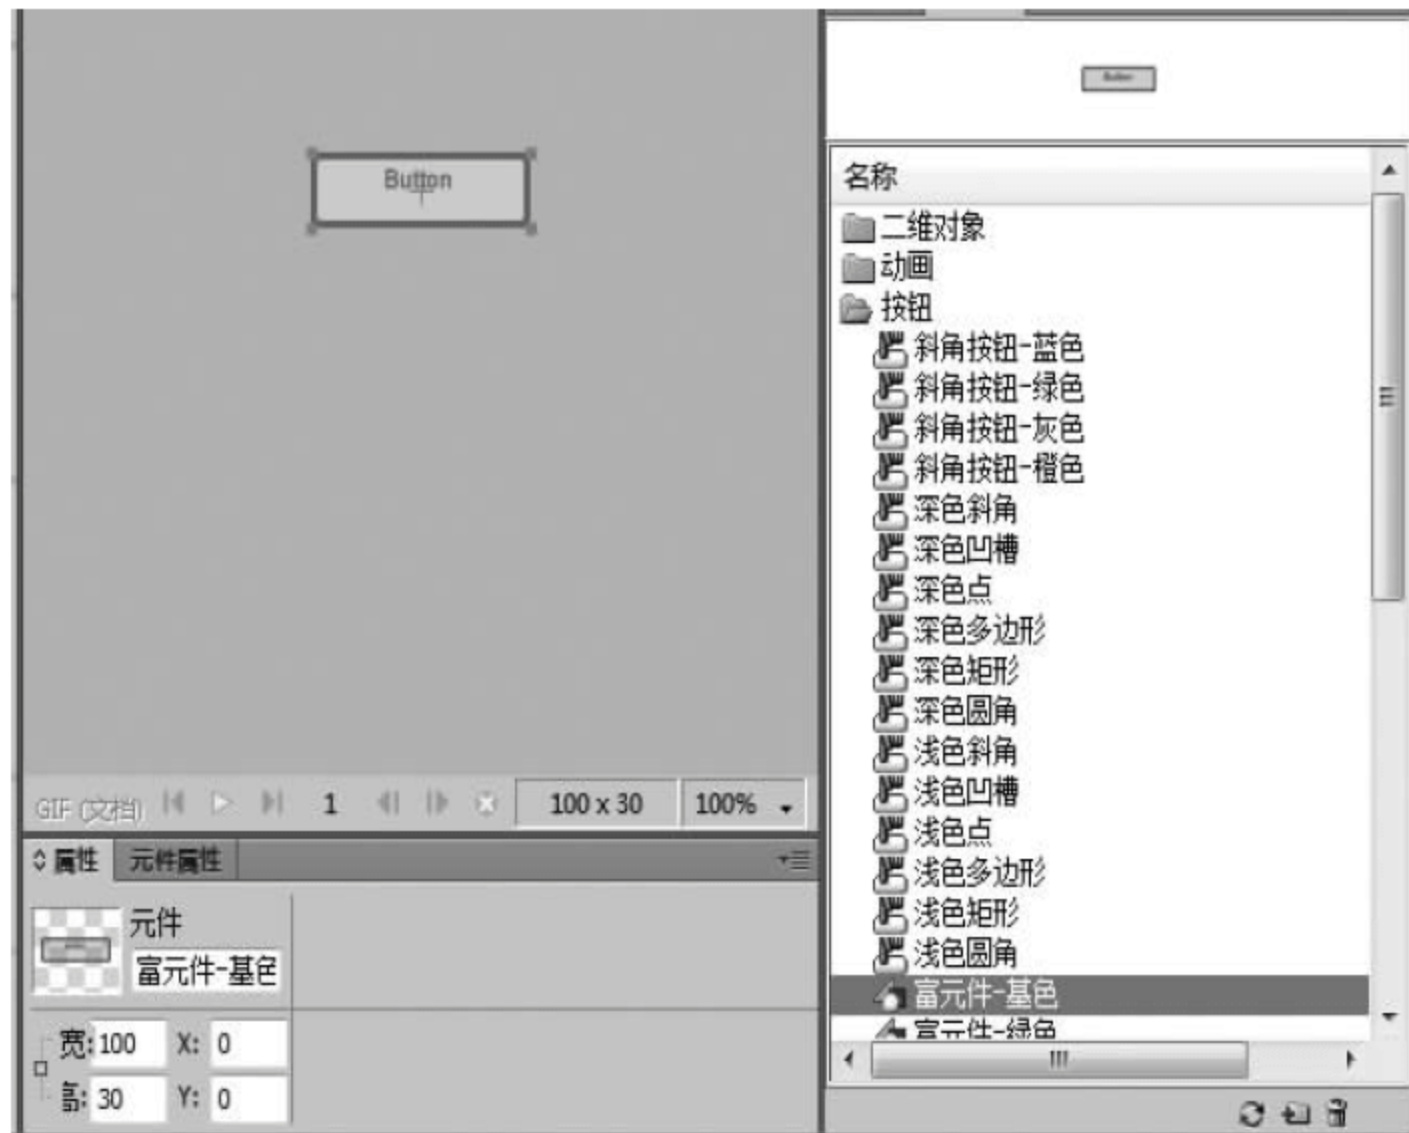 Button
Button
名称
二维对象
动画
按钮
斜角按钮-蓝色
斜角按钮-绿色
斜角按钮-灰色
斜角按钮-橙色
深色斜角
深色凹槽
深色点
深色多边形
深色矩形
深色圆角
浅色斜角
浅色凹槽
浅色点
浅色多边形
浅色矩形
浅色圆角
富元件-基色
富元件-绿色
GIF (文档) 1 100 x 30 100%
属性 元件属性
元件
富元件-基色
宽: 100 X: 0
高: 30 Y: 0